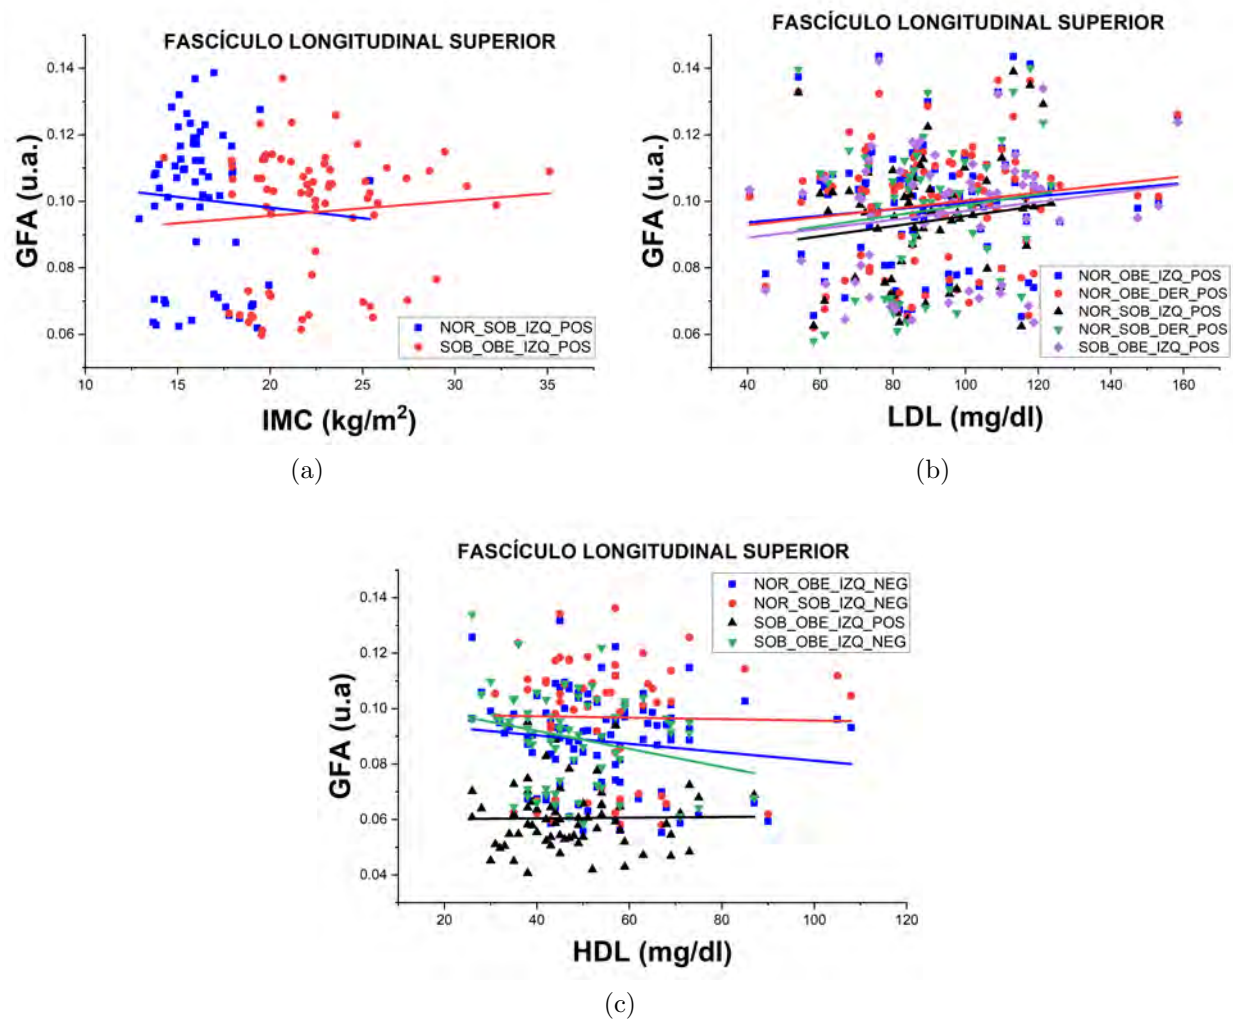 FASCÍCULO LONGITUDINAL SUPERIOR
0.14
0.12
0.10
0.08
0.06
GFA (u.a.)
NOR_SOB_IZQ_POS
SOB_OBE_IZQ_POS
10 15 20 25 30 35
IMC (kg/m²)
(a)
FASCÍCULO LONGITUDINAL SUPERIOR
0.14
0.12
0.10
0.08
0.06
GFA (u.a.)
NOR_OBE_IZQ_POS
NOR_OBE_DER_POS
NOR_SOB_IZQ_POS
NOR_SOB_DER_POS
SOB_OBE_IZQ_POS
40 60 80 100 120 140 160
LDL (mg/dl)
(b)
FASCÍCULO LONGITUDINAL SUPERIOR
NOR_OBE_IZQ_NEG
NOR_SOB_IZQ_NEG
SOB_OBE_IZQ_POS
SOB_OBE_IZQ_NEG
0.14
0.12
0.10
0.08
0.06
0.04
GFA (u.a)
20 40 60 80 100 120
HDL (mg/dl)
(c)